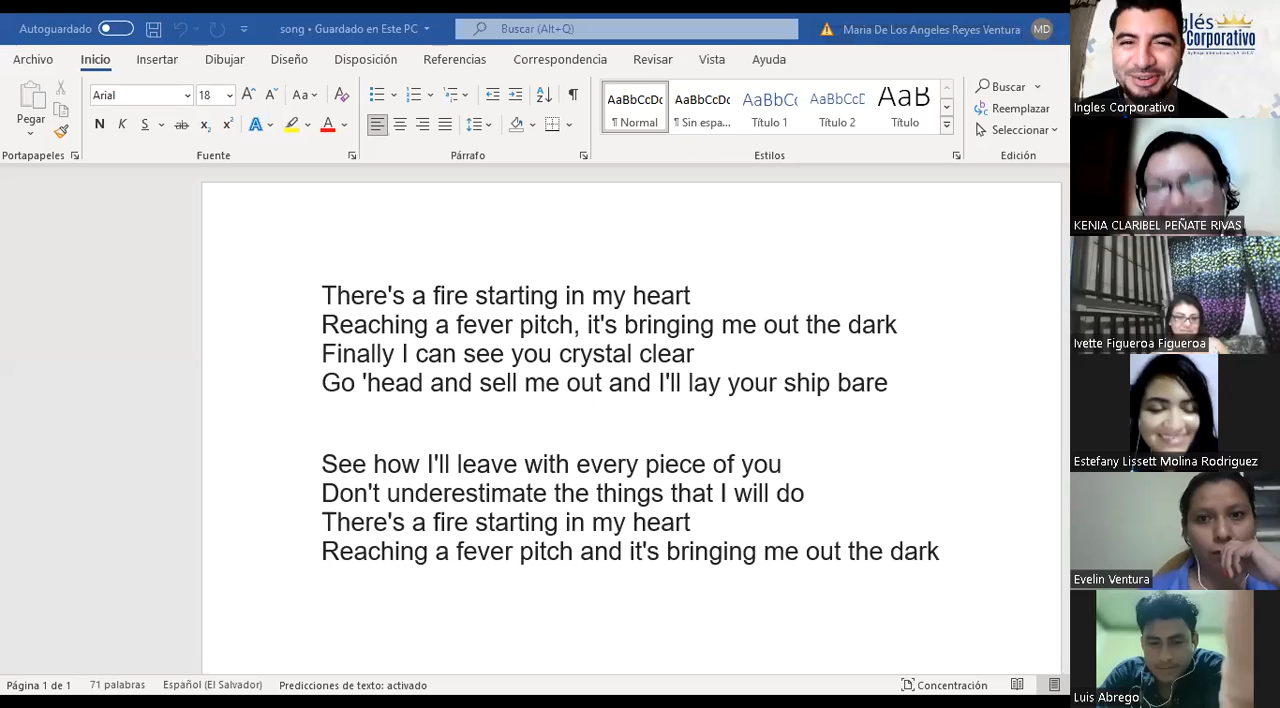 Autoguardado
song • Guardado en Este PC
Buscar (Alt+Q)
Maria De Los Angeles Reyes Ventura
MD
Archivo Inicio Insertar Dibujar Diseño Disposición Referencias Correspondencia Revisar Vista Ayuda
Pegar
Portapapeles
Arial
18
Aa
N K S ab x₂ x² A A
Fuente
Párrafo
AaBbCcDc
¶ Normal
AaBbCcDc
¶ Sin espa...
AaBbCc
Título 1
AaBbCcD
Título 2
AaB
Título
Estilos
Buscar
Reemplazar
Seleccionar
Edición
There's a fire starting in my heart
Reaching a fever pitch, it's bringing me out the dark
Finally I can see you crystal clear
Go 'head and sell me out and I'll lay your ship bare
See how I'll leave with every piece of you
Don't underestimate the things that I will do
There's a fire starting in my heart
Reaching a fever pitch and it's bringing me out the dark
Página 1 de 1
71 palabras
Español (El Salvador)
Predicciones de texto: activado
Concentración
Inglés
Corporativo
Ingles Corporativo
KENIA CLARIBEL PEÑATE RIVAS
Ivette Figueroa Figueroa
Estefany Lissett Molina Rodriguez
Evelin Ventura
Luis Abrego